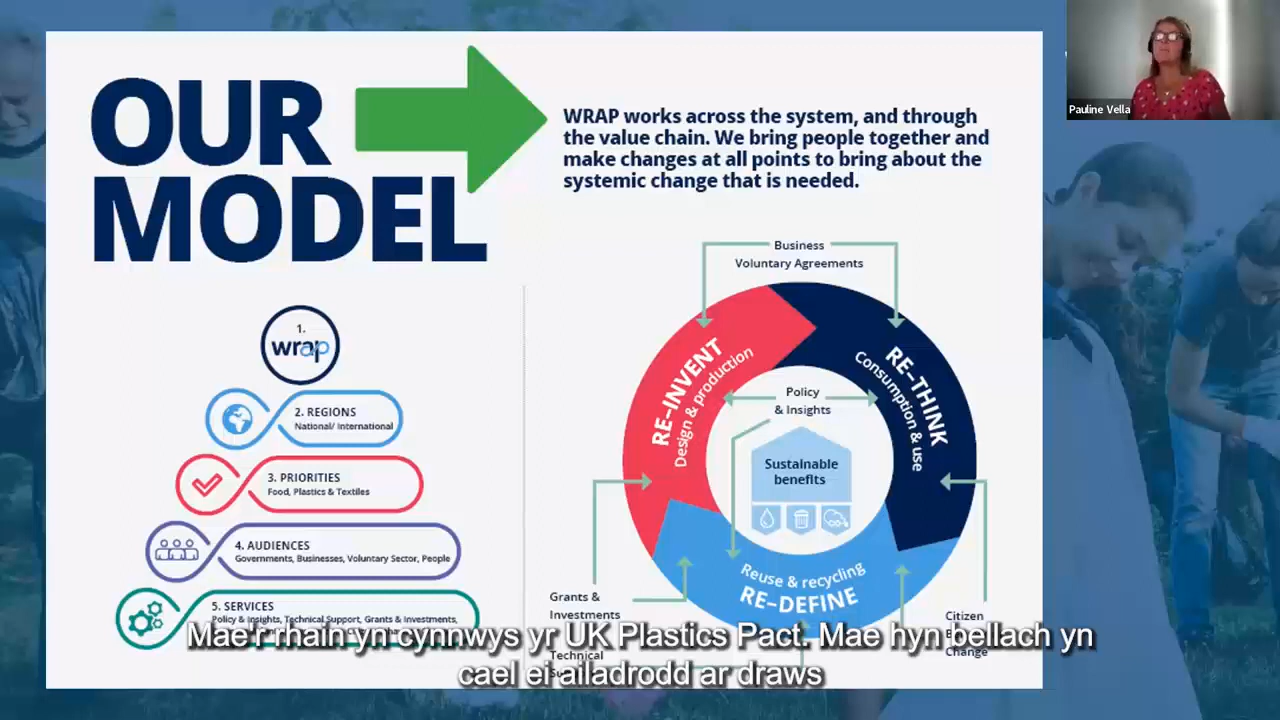 OUR
MODEL
WRAP works across the system, and through
the value chain. We bring people together and
make changes at all points to bring about the
systemic change that is needed.
Pauline Vella
1.
wrap
2. REGIONS
National/ International
3. PRIORITIES
Food, Plastics & Textiles
4. AUDIENCES
Governments, Businesses, Voluntary Sector, People
5. SERVICES
Policy & Insights, Technical Support, Grants & Investments,
Business
Voluntary Agreements
RE-INVENT
Design & production
RE-THINK
Consumption & use
Policy
& Insights
Sustainable
benefits
Reuse & recycling
RE-DEFINE
Grants &
Investments
Technical
Citizen
Change
Mae'r rhain yn cynnwys yr UK Plastics Pact. Mae hyn bellach yn
cael ei ailadrodd ar draws